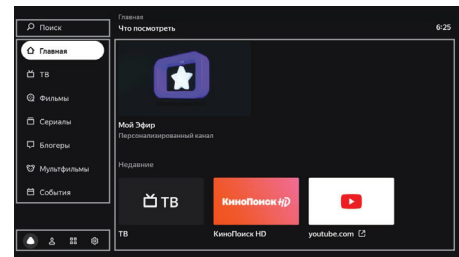 Главная
Поиск
Что посмотреть
6:25
Главная
ТВ
Фильмы
Сериалы
Блогеры
Мультфильмы
События
Мой Эфир
Персонализированный канал
Недавние
ТВ
КиноПоиск HD
ТВ
КиноПоиск HD
youtube.com